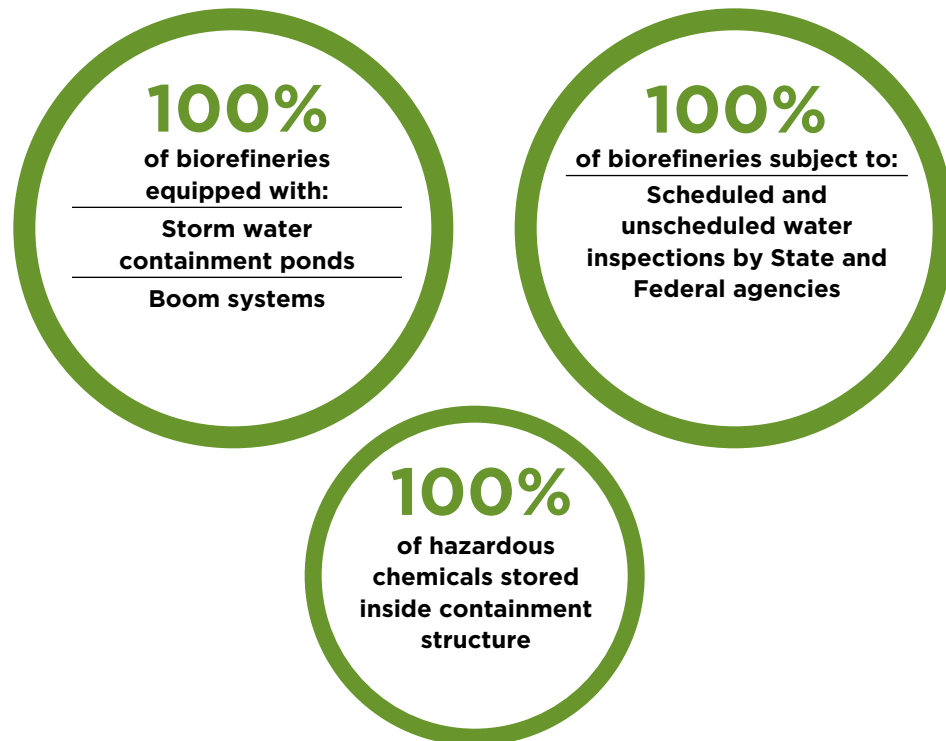 100%
of biorefineries
equipped with:
Storm water
containment ponds
Boom systems
100%
of biorefineries subject to:
Scheduled and
unscheduled water
inspections by State and
Federal agencies
100%
of hazardous
chemicals stored
inside containment
structure